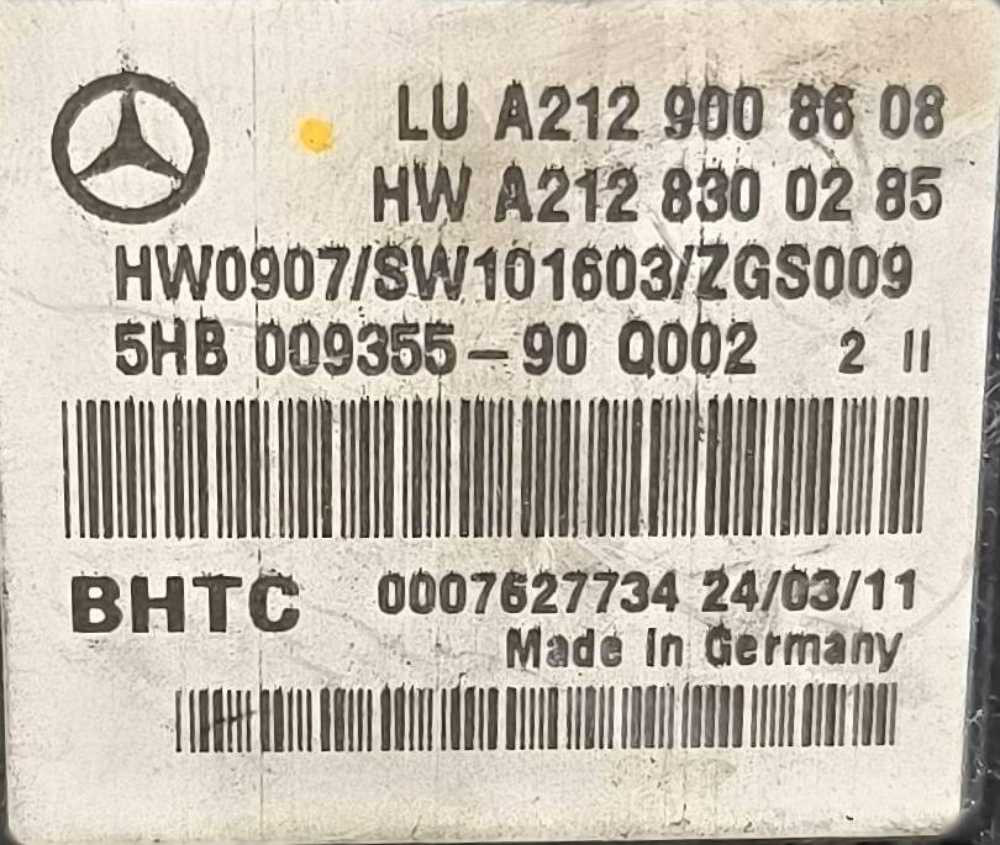 LU A212 900 86 08
HW A212 830 02 85
HW0907/SW101603/ZGS009
5HB 009355-90 Q002 2 II
BHTC 0007627734 24/03/11
Made In Germany